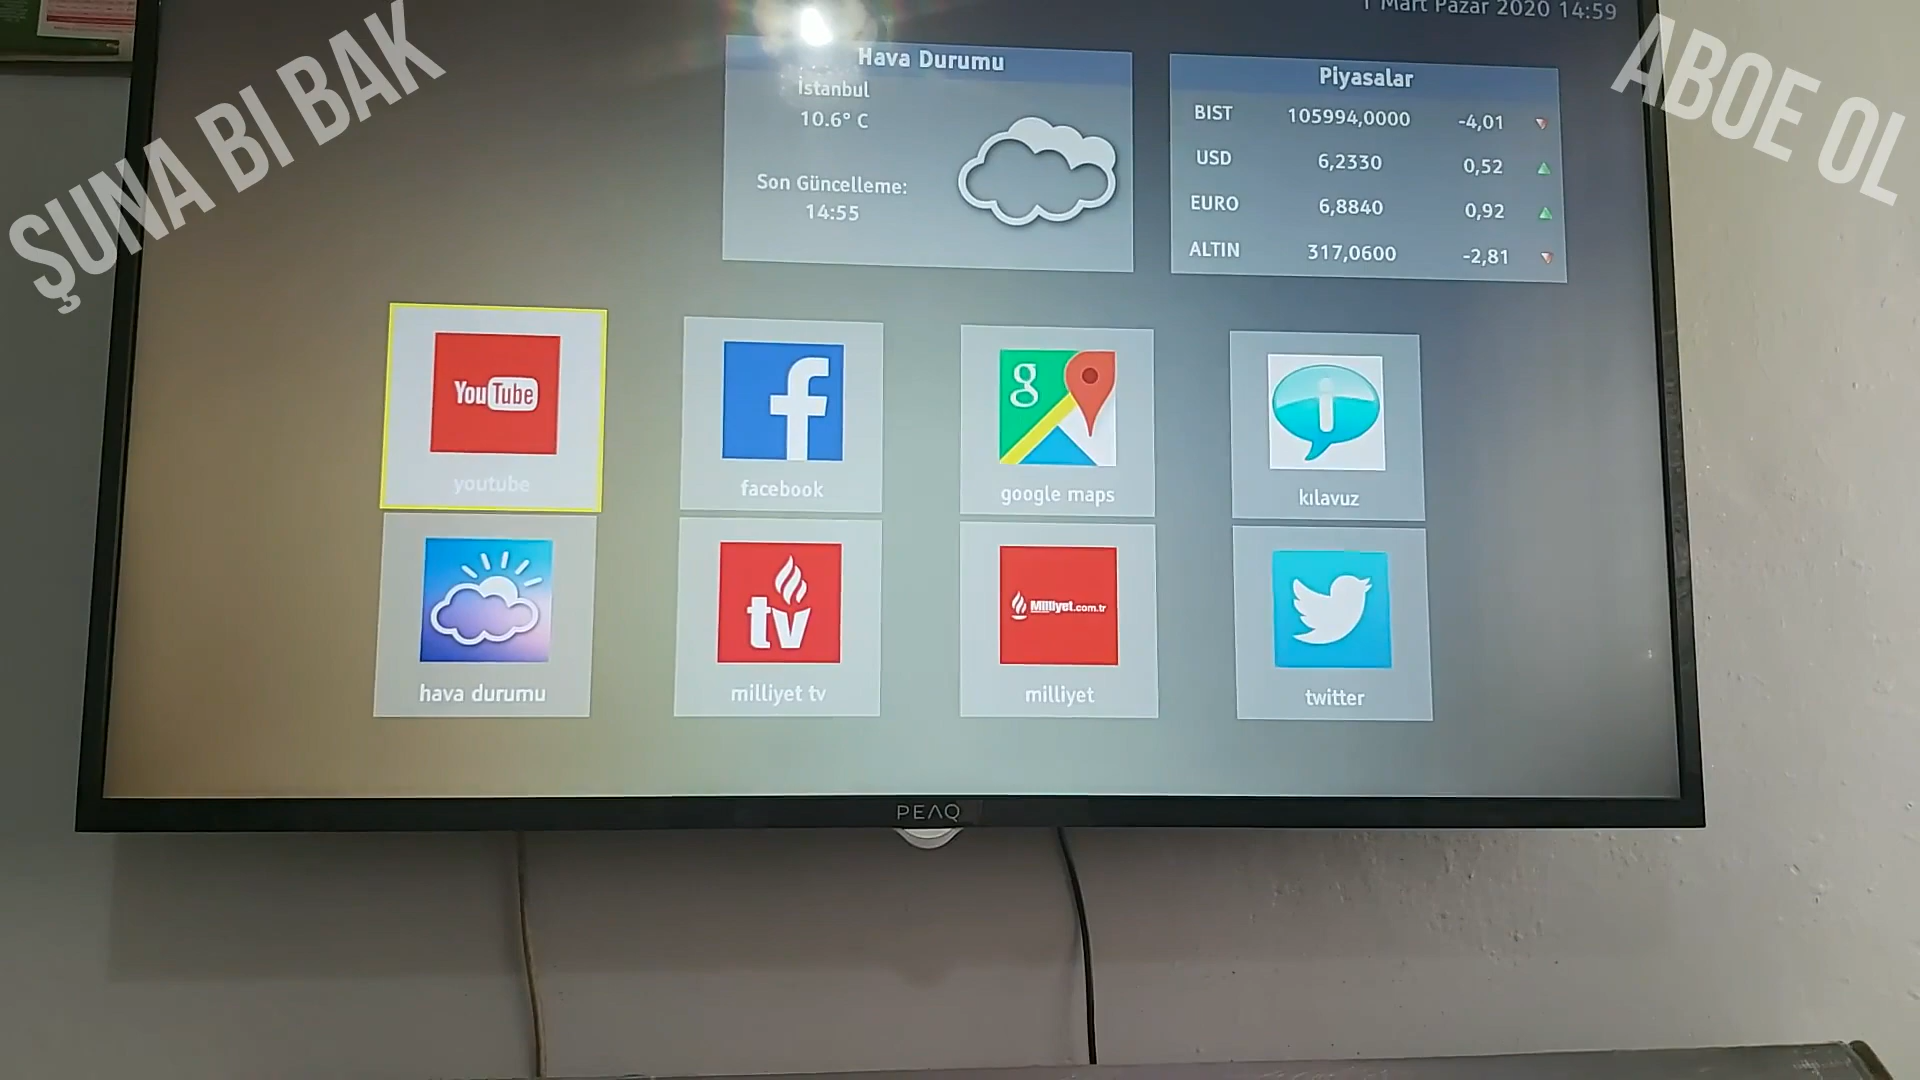 1 Mart Pazar 2020 14:59
ŞUNA BI BAK
ABOE OL
Hava Durumu
İstanbul
10.6° C
Son Güncelleme:
14:55
Piyasalar
BIST 105994,0000 -4,01
USD 6,2330 0,52
EURO 6,8840 0,92
ALTIN 317,0600 -2,81
YouTube
youtube
f
facebook
g
google maps
i
kılavuz
hava durumu
tv
milliyet tv
Milliyet.com.tr
milliyet
twitter
PEAQ